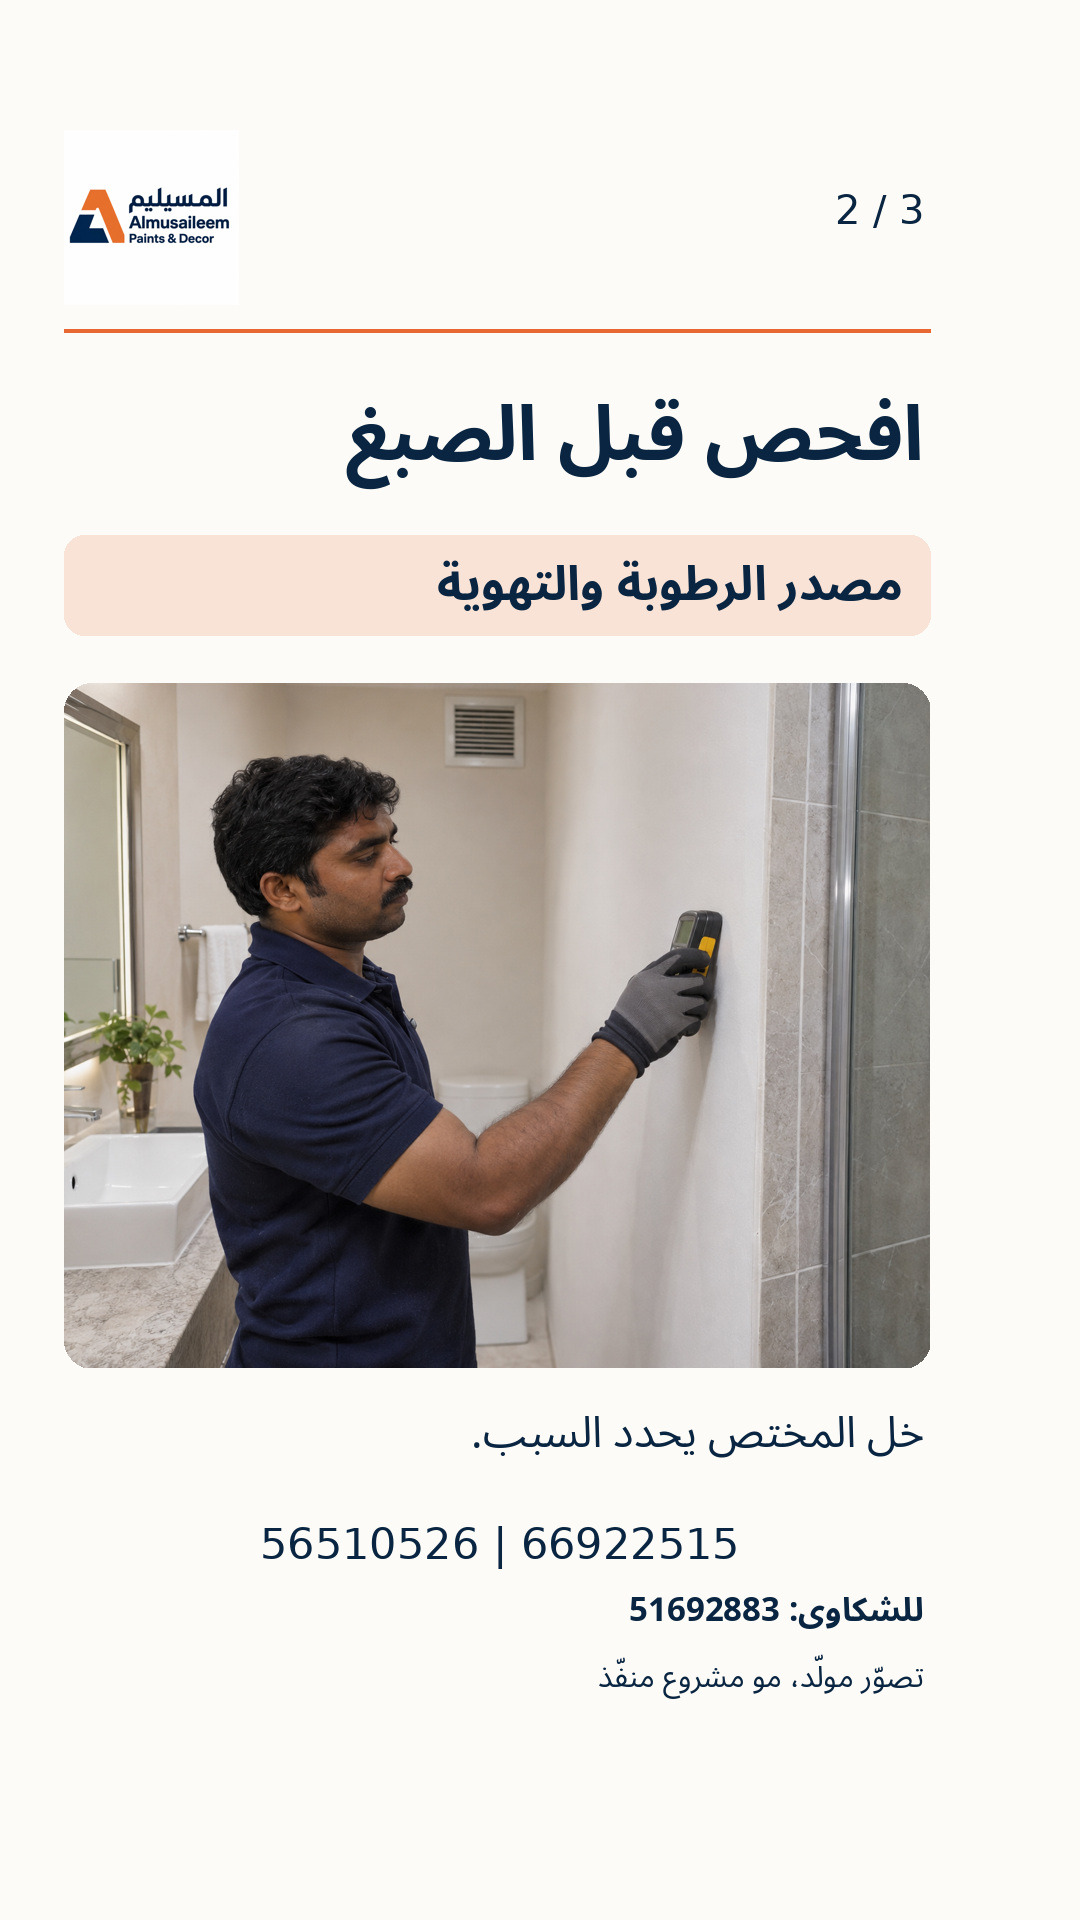 المسيليم
Almusaileem
Paints & Decor
2 / 3
افحص قبل الصبغ
مصدر الرطوبة والتهوية
خل المختص يحدد السبب.
56510526 | 66922515
للشكاوى: 51692883
تصوّر مولّد، مو مشروع منفّذ